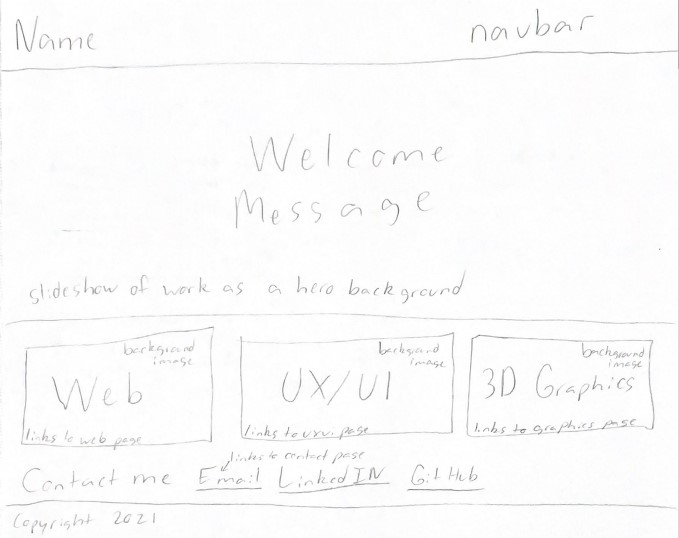 Name navbar
Welcome
Message
slideshow of work as a hero background
background image
Web
links to web page
background image
UX/UI
links to uxui page
background image
3D Graphics
links to graphics page
links to contact page
Contact me Email LinkedIN GitHub
Copyright 2021